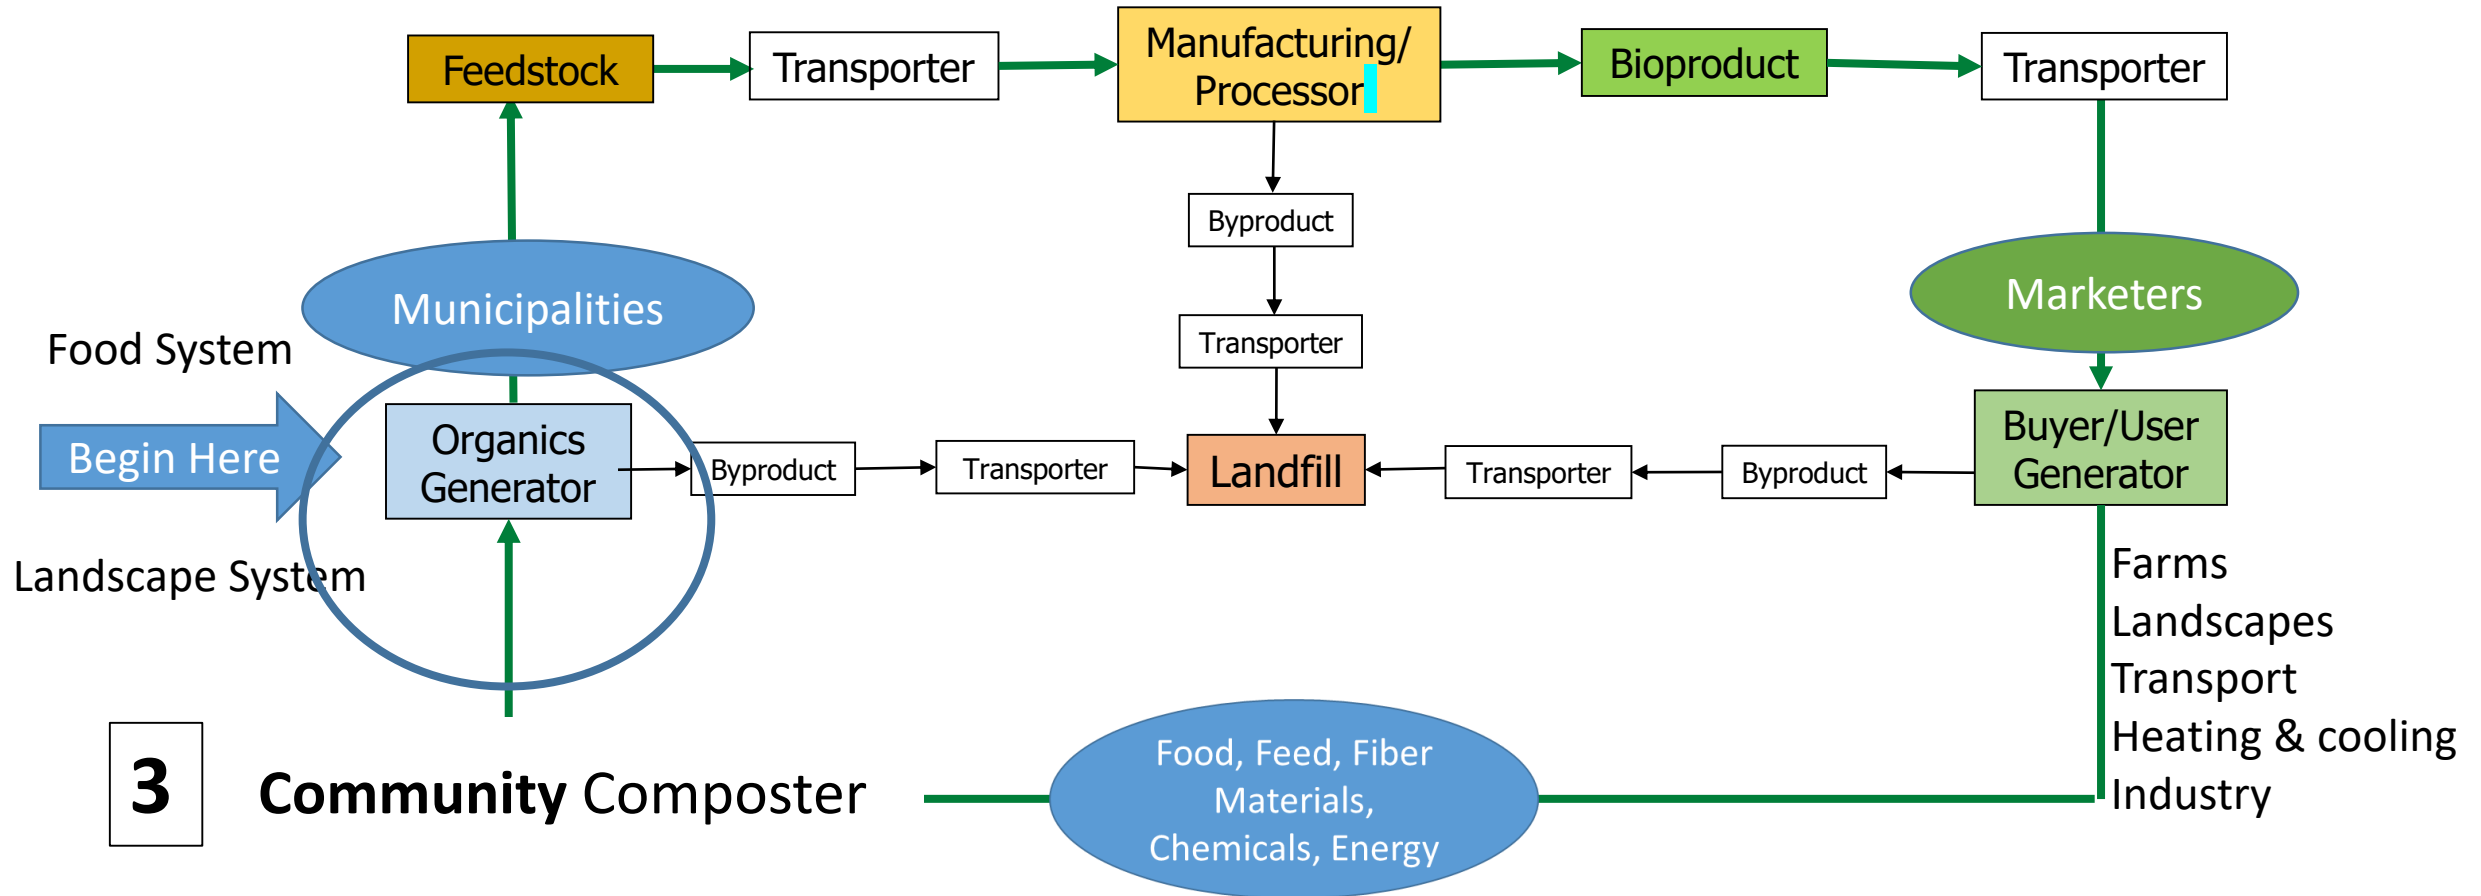 Feedstock
Transporter
Manufacturing/
Processor
Bioproduct
Transporter
Byproduct
Municipalities
Marketers
Food System
Transporter
Begin Here
Organics
Generator
Byproduct
Transporter
Landfill
Transporter
Byproduct
Buyer/User
Generator
Landscape System
Farms
Landscapes
Transport
Heating & cooling
Industry
3
Community Composter
Food, Feed, Fiber
Materials,
Chemicals, Energy